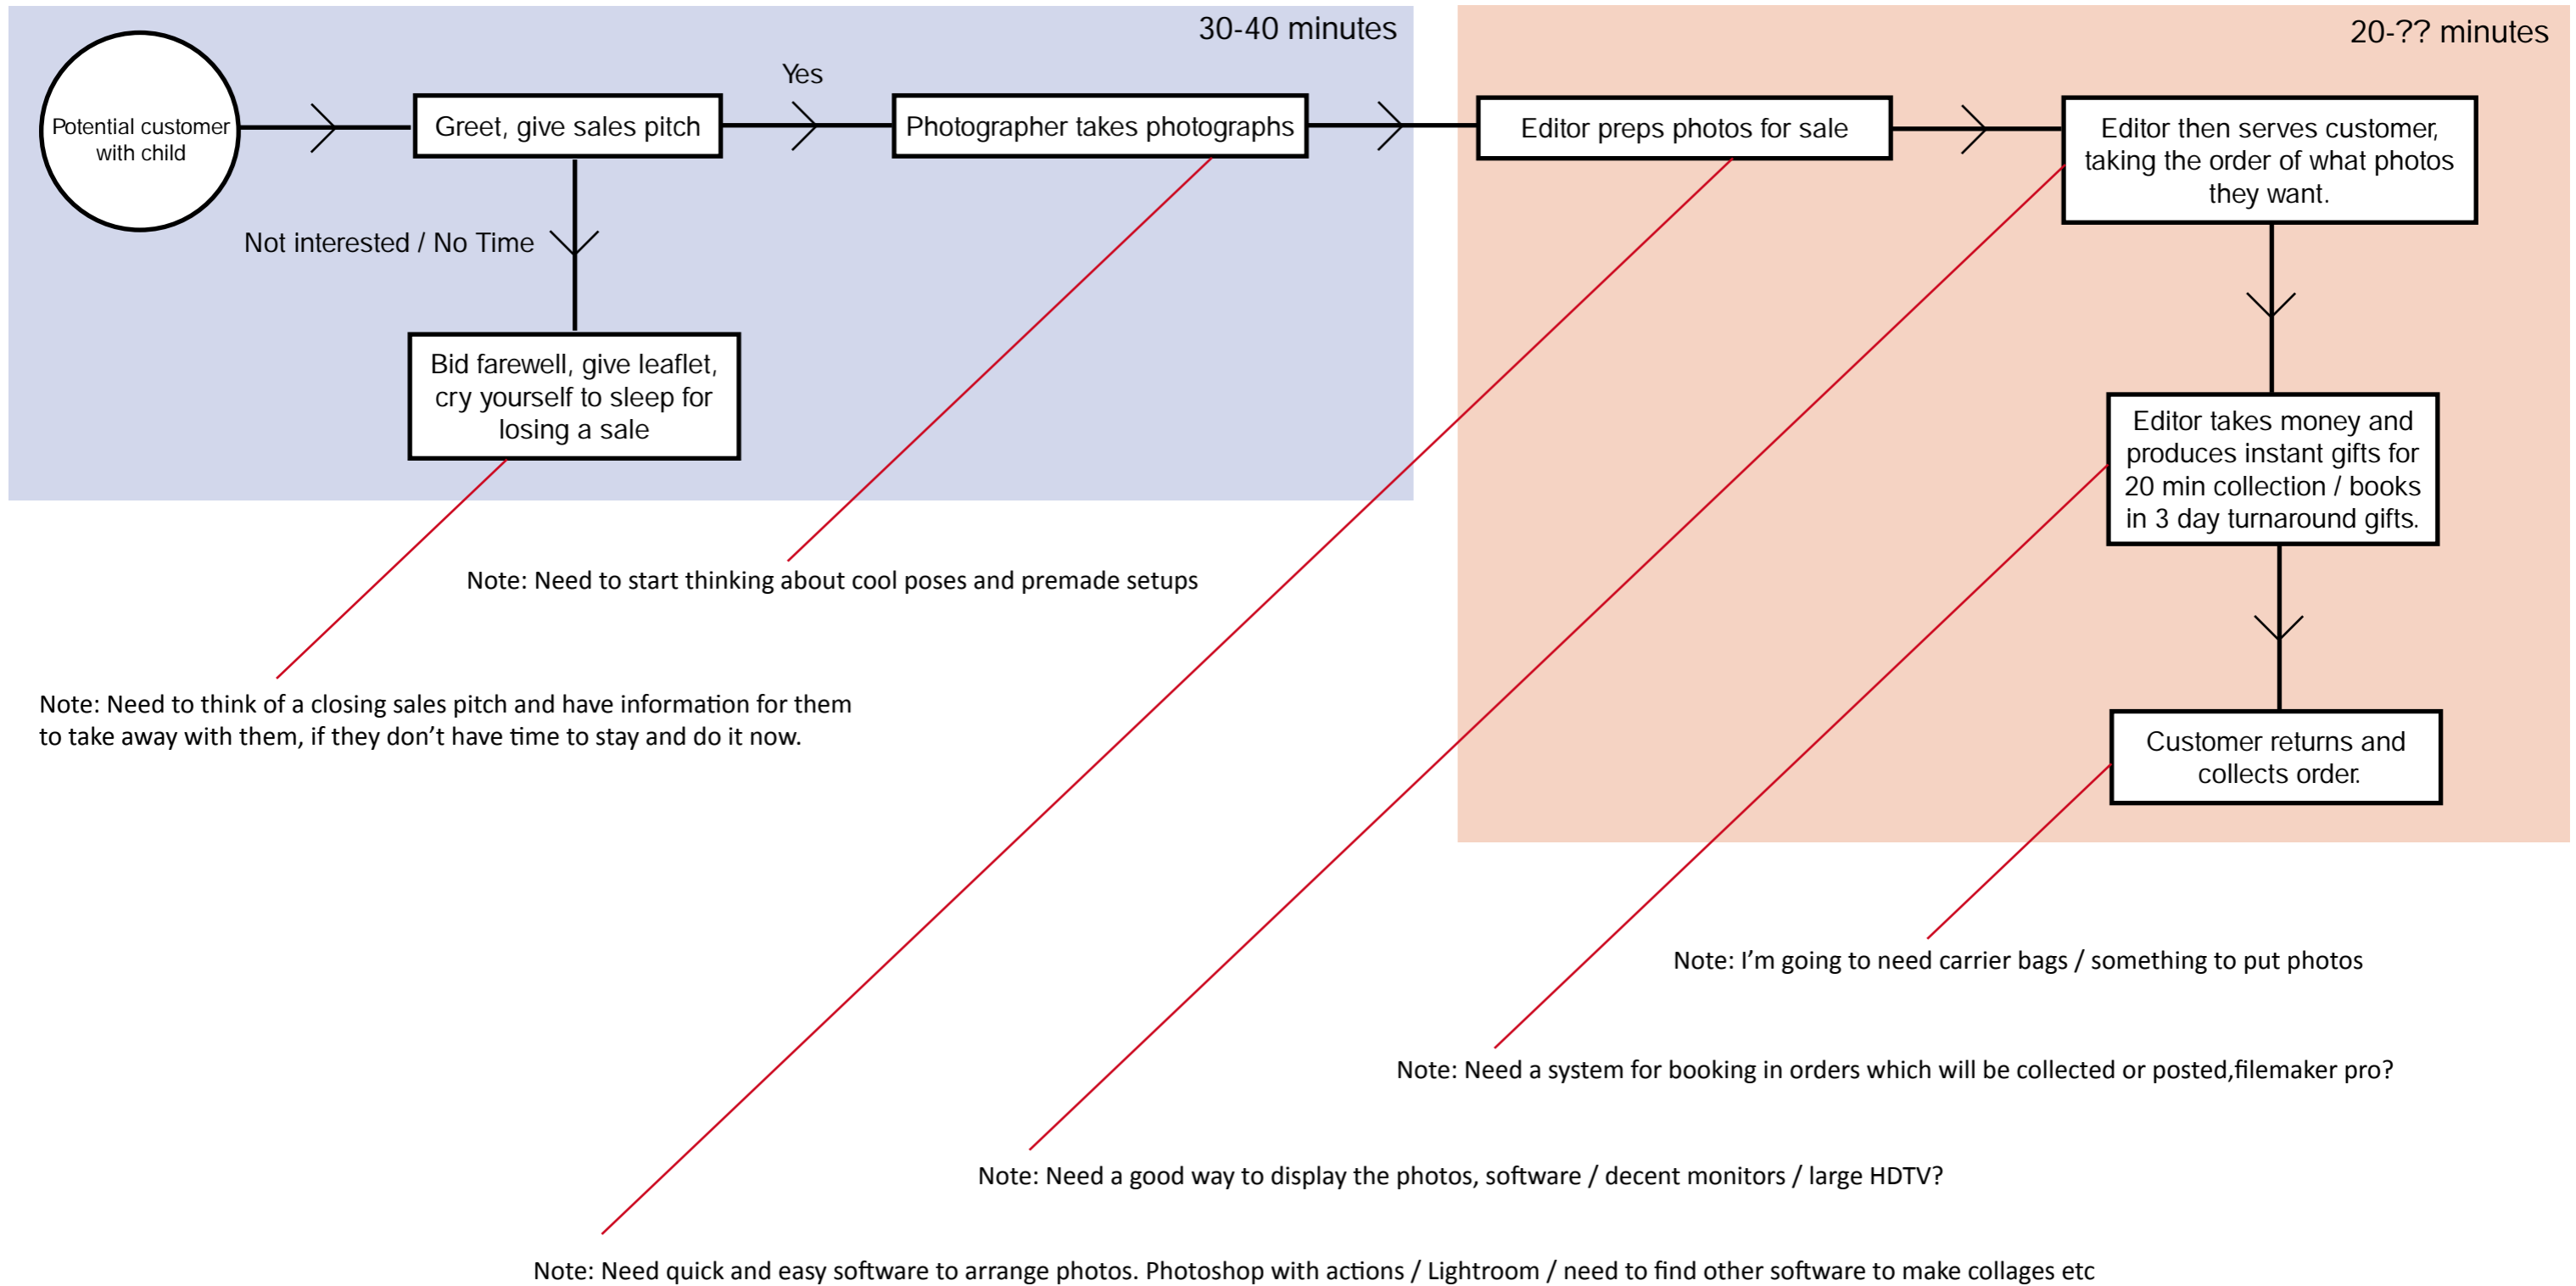 30-40 minutes
20-?? minutes
Yes
Potential customer
with child
Greet, give sales pitch
Photographer takes photographs
Editor preps photos for sale
Editor then serves customer,
taking the order of what photos
they want.
Not interested / No Time
Bid farewell, give leaflet,
cry yourself to sleep for
losing a sale
Editor takes money and
produces instant gifts for
20 min collection / books
in 3 day turnaround gifts.
Note: Need to start thinking about cool poses and premade setups
Note: Need to think of a closing sales pitch and have information for them
to take away with them, if they don’t have time to stay and do it now.
Customer returns and
collects order.
Note: I’m going to need carrier bags / something to put photos
Note: Need a system for booking in orders which will be collected or posted,filemaker pro?
Note: Need a good way to display the photos, software / decent monitors / large HDTV?
Note: Need quick and easy software to arrange photos. Photoshop with actions / Lightroom / need to find other software to make collages etc